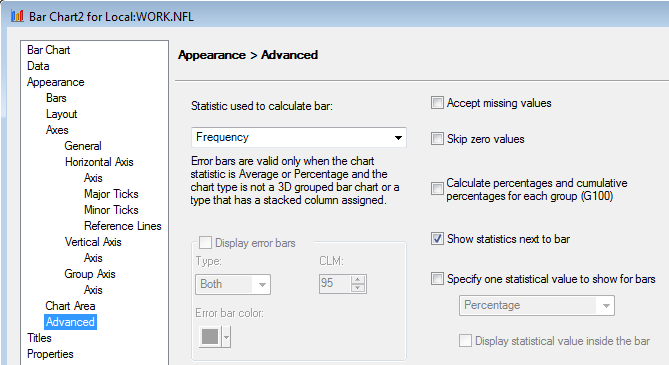 Bar Chart2 for Local:WORK.NFL
Bar Chart
Data
Appearance
Bars
Layout
Axes
General
Horizontal Axis
Axis
Major Ticks
Minor Ticks
Reference Lines
Vertical Axis
Axis
Group Axis
Axis
Chart Area
Advanced
Titles
Properties
Appearance > Advanced
Statistic used to calculate bar:
Frequency
Error bars are valid only when the chart
statistic is Average or Percentage and the
chart type is not a 3D grouped bar chart or a
type that has a stacked column assigned.
Display error bars
Type:
CLM:
Both
95
Error bar color:
Accept missing values
Skip zero values
Calculate percentages and cumulative
percentages for each group (G100)
Show statistics next to bar
Specify one statistical value to show for bars
Percentage
Display statistical value inside the bar